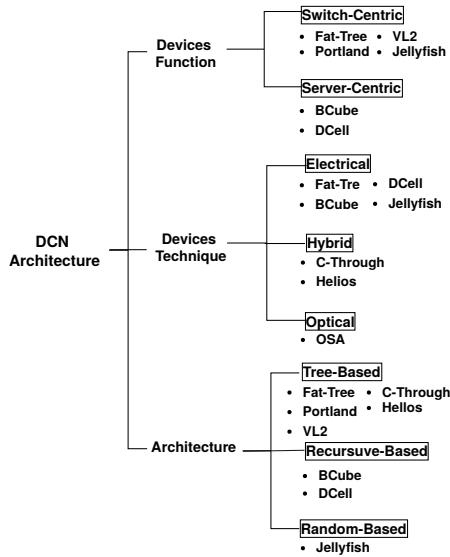 DCN
Architecture
Devices
Function
Switch-Centric
• Fat-Tree • VL2
• Portland • Jellyfish
Server-Centric
• BCube
• DCell
Devices
Technique
Electrical
• Fat-Tre • DCell
• BCube • Jellyfish
Hybrid
• C-Through
• Helios
Optical
• OSA
Architecture
Tree-Based
• Fat-Tree • C-Through
• Portland • Hellos
• VL2
Recursuve-Based
• BCube
• DCell
Random-Based
• Jellyfish